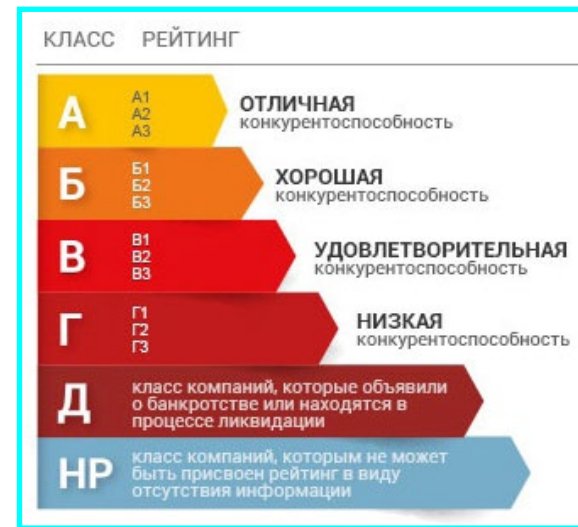 КЛАСС РЕЙТИНГ
А
А1
А2
А3
ОТЛИЧНАЯ
конкурентоспособность
Б
Б1
Б2
Б3
ХОРОШАЯ
конкурентоспособность
В
В1
В2
В3
УДОВЛЕТВОРИТЕЛЬНАЯ
конкурентоспособность
Г
Г1
Г2
Г3
НИЗКАЯ
конкурентоспособность
Д
класс компаний, которые объявили
о банкротстве или находятся в
процессе ликвидации
НР
класс компаний, которым не может
быть присвоен рейтинг в виду
отсутствия информации